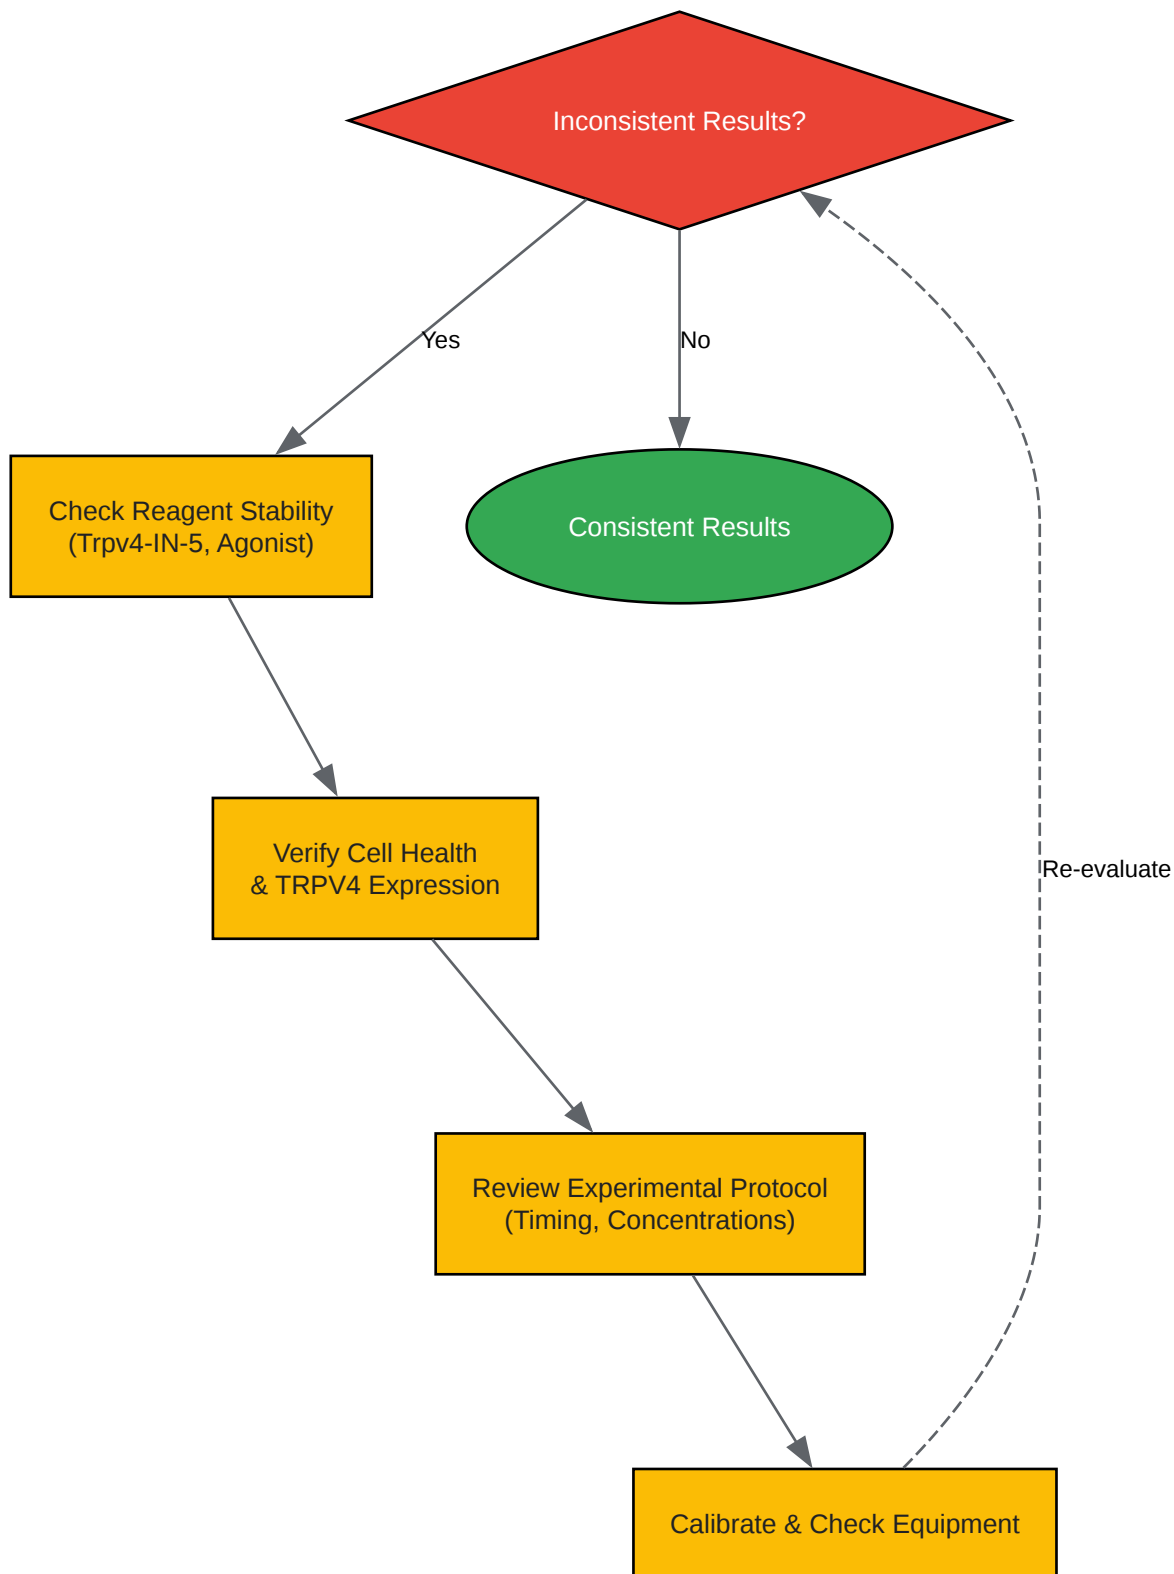 Inconsistent Results?
Yes
No
Check Reagent Stability
(Trpv4-IN-5, Agonist)
Consistent Results
Verify Cell Health
& TRPV4 Expression
Re-evaluate
Review Experimental Protocol
(Timing, Concentrations)
Calibrate & Check Equipment